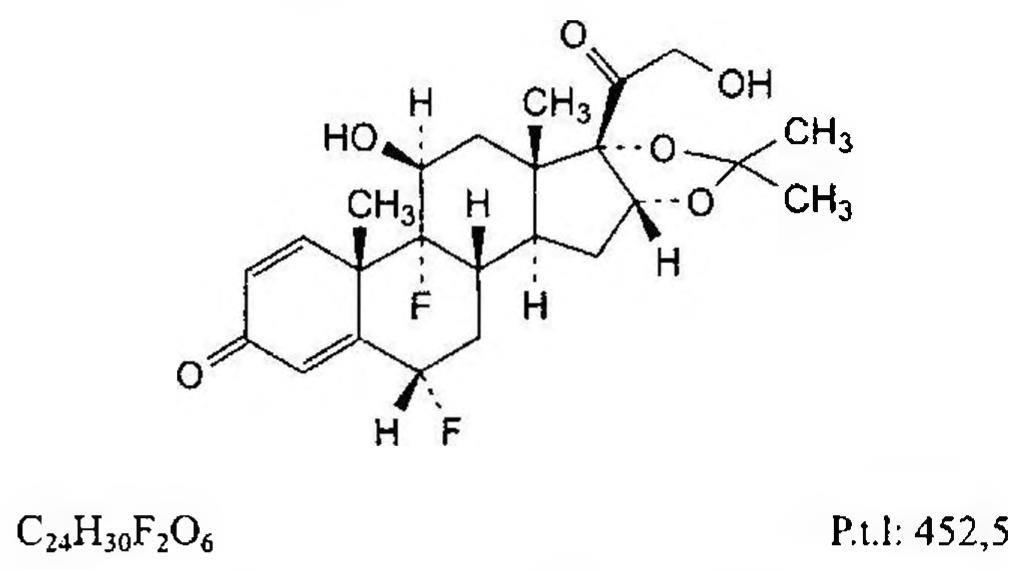 O
OH
H
CH₃
HO
O
CH₃
CH₃
H
O
CH₃
H
F
H
O
H
F
C₂₄H₃₀F₂O₆ P.t.l: 452,5